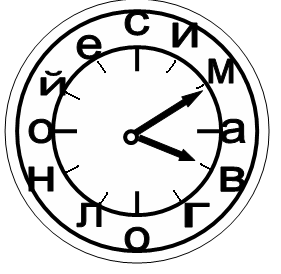 с и м а в г о л н о й е